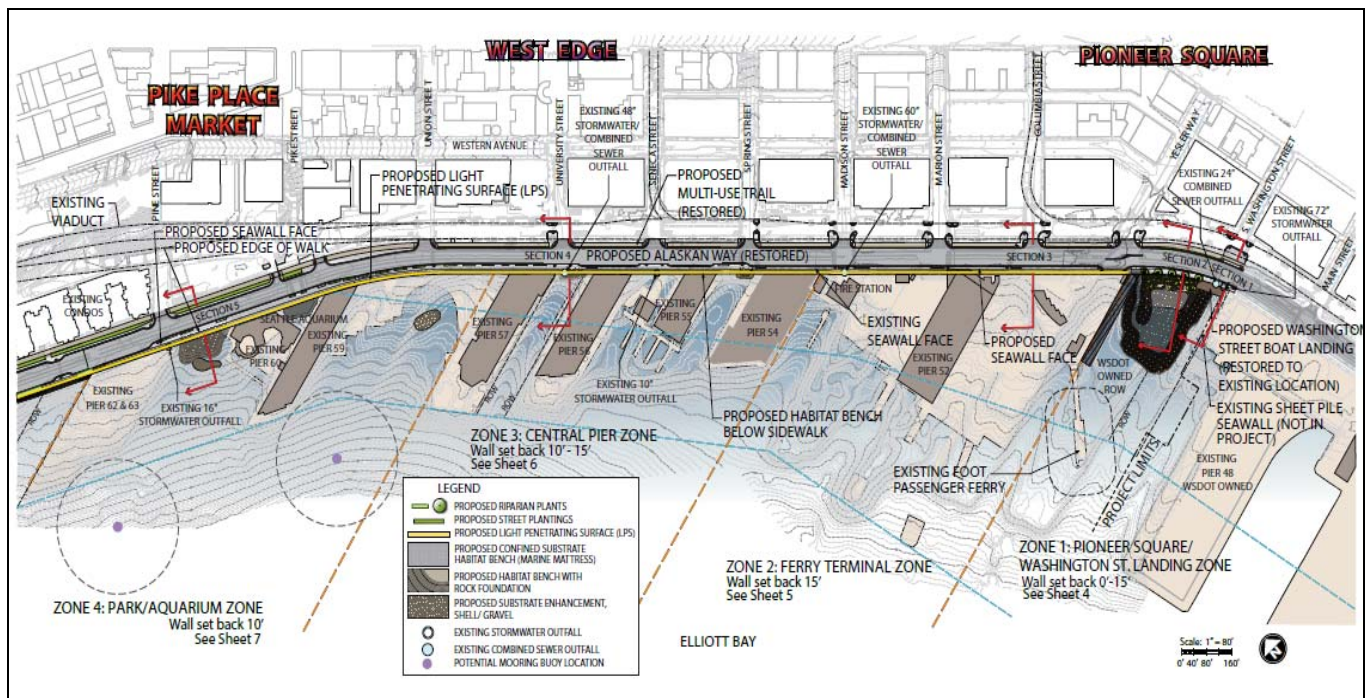 WEST EDGE
PIONEER SQUARE
PIKE PLACE
MARKET
PIKE STREET
UNION STREET
WESTERN AVENUE
UNIVERSITY STREET
EXISTING 48"
STORMWATER/
COMBINED
SEWER
OUTFALL
SENECA STREET
SPRING STREET
MADISON STREET
EXISTING 60"
STORMWATER/
COMBINED
SEWER
OUTFALL
MARION STREET
COLUMBIA STREET
YESLER WAY
S. WASHINGTON STREET
MAIN STREET
EXISTING 24"
COMBINED
SEWER OUTFALL
EXISTING 72"
STORMWATER
OUTFALL
PINE STREET
EXISTING
VIADUCT
PROPOSED LIGHT
PENETRATING SURFACE (LPS)
PROPOSED
MULTI-USE TRAIL
(RESTORED)
PROPOSED SEAWALL FACE
PROPOSED EDGE OF WALK
SECTION 4
PROPOSED ALASKAN WAY (RESTORED)
SECTION 3
SECTION 2
SECTION 1
SECTION 5
EXISTING
CONDOS
SEATTLE AQUARIUM
EXISTING
PIER 59
EXISTING
PIER 60
EXISTING
PIER 57
EXISTING
PIER 56
EXISTING
PIER 55
EXISTING
PIER 54
FIRE STATION
EXISTING
SEAWALL FACE
PROPOSED
SEAWALL FACE
EXISTING
PIER 52
WSDOT
OWNED
ROW
PROPOSED WASHINGTON
STREET BOAT LANDING
(RESTORED TO
EXISTING LOCATION)
EXISTING SHEET PILE
SEAWALL (NOT IN
PROJECT)
EXISTING
PIER 62 & 63
EXISTING 16"
STORMWATER OUTFALL
EXISTING 10"
STORMWATER OUTFALL
PROPOSED HABITAT BENCH
BELOW SIDEWALK
ROW
ROW
ROW
ROW
EXISTING FOOT
PASSENGER FERRY
PROJECT LIMITS
EXISTING
PIER 48
WSDOT OWNED
ZONE 3: CENTRAL PIER ZONE
Wall set back 10' - 15'
See Sheet 6
ZONE 2: FERRY TERMINAL ZONE
Wall set back 15'
See Sheet 5
ZONE 1: PIONEER SQUARE/
WASHINGTON ST. LANDING ZONE
Wall set back 0'-15'
See Sheet 4
ZONE 4: PARK/AQUARIUM ZONE
Wall set back 10'
See Sheet 7
LEGEND
PROPOSED RIPARIAN PLANTS
PROPOSED STREET PLANTINGS
PROPOSED LIGHT PENETRATING SURFACE (LPS)
PROPOSED CONFINED SUBSTRATE
HABITAT BENCH (MARINE MATTRESS)
PROPOSED HABITAT BENCH WITH
ROCK FOUNDATION
PROPOSED SUBSTRATE ENHANCEMENT,
SHELL/ GRAVEL
EXISTING STORMWATER OUTFALL
EXISTING COMBINED SEWER OUTFALL
POTENTIAL MOORING BUOY LOCATION
ELLIOTT BAY
Scale: 1" = 80'
0' 40' 80' 160'